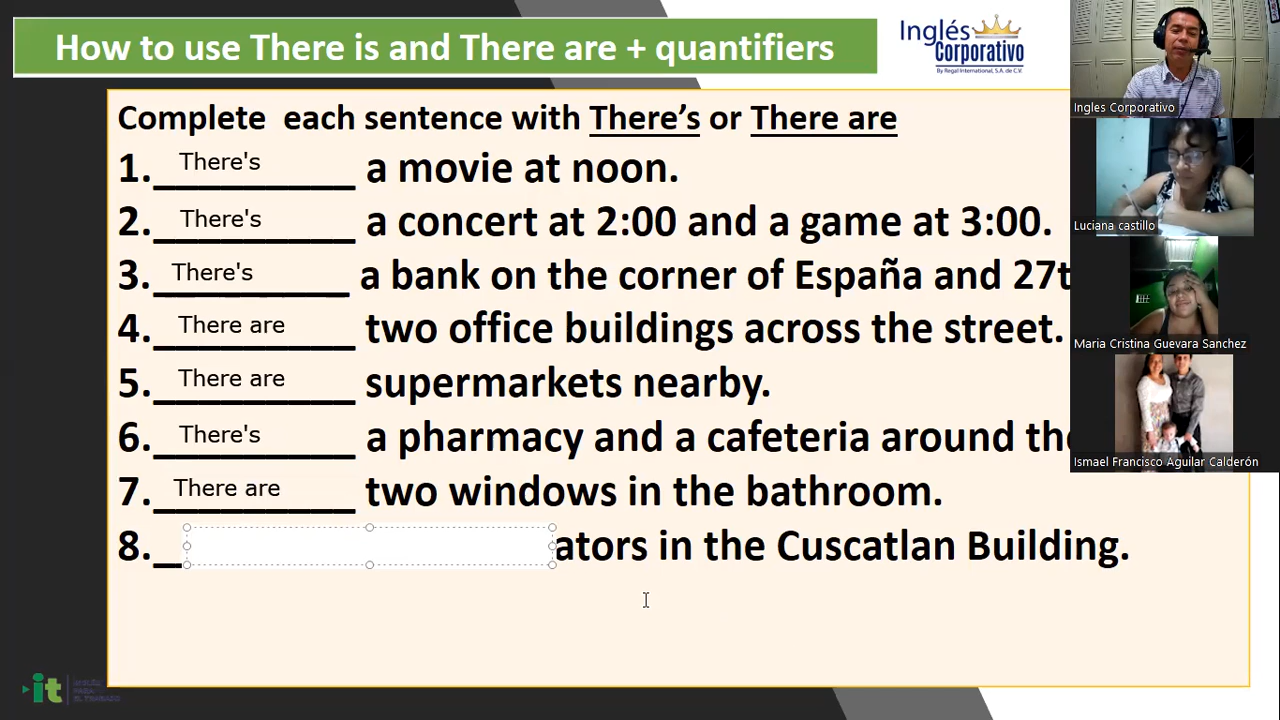 How to use There is and There are + quantifiers
Inglés
Corporativo
By Regal International, S.A. de C.V.
Complete each sentence with There's or There are
1. There's a movie at noon.
2. There's a concert at 2:00 and a game at 3:00.
3. There's a bank on the corner of España and 27t
4. There are two office buildings across the street.
5. There are supermarkets nearby.
6. There's a pharmacy and a cafeteria around the
7. There are two windows in the bathroom.
8. ators in the Cuscatlan Building.
Ingles Corporativo
Luciana castillo
Maria Cristina Guevara Sanchez
Ismael Francisco Aguilar Calderón
it
INGLÉS
PARA
EL TRABAJO